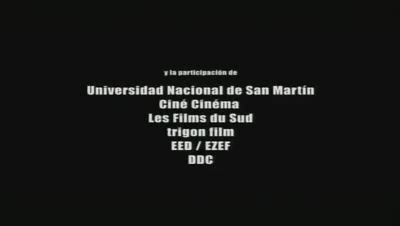 y la participación de
Universidad Nacional de San Martín
Ciné Cinéma
Les Films du Sud
trigon film
EED / EZEF
DDC